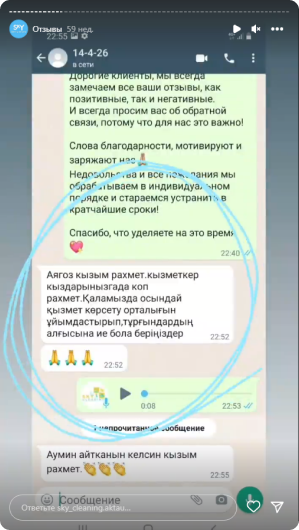 Отзывы 59 нед.
22:55
14-4-26
в сети
Дорогие клиенты, мы всегда
замечаем все ваши отзывы, как
позитивные, так и негативные.
И всегда просим вас об обратной
связи, потому что для нас это важно!
Слова благодарности, мотивируют и
заряжают нас🙏
Недовольства и все пожелания мы
обрабатываем в индивидуальном
порядке и стараемся устранить в
кратчайшие сроки!
Спасибо, что уделяете на это время
💖
22:40
Аягоз кызым рахмет.кызметкер
кыздарынызгада коп
рахмет.Қаламызда осындай
қызмет көрсету орталығын
ұйымдастырып,тұрғындардың
алғысына ие бола беріңіздер
22:52
🙏🙏🙏
22:52
0:08
22:53
непрочитанное сообщение
Аумин айтканын келсин кызым
рахмет.👏👏👏
22:55
Сообщение
Ответьте sky_cleaning.aktau...